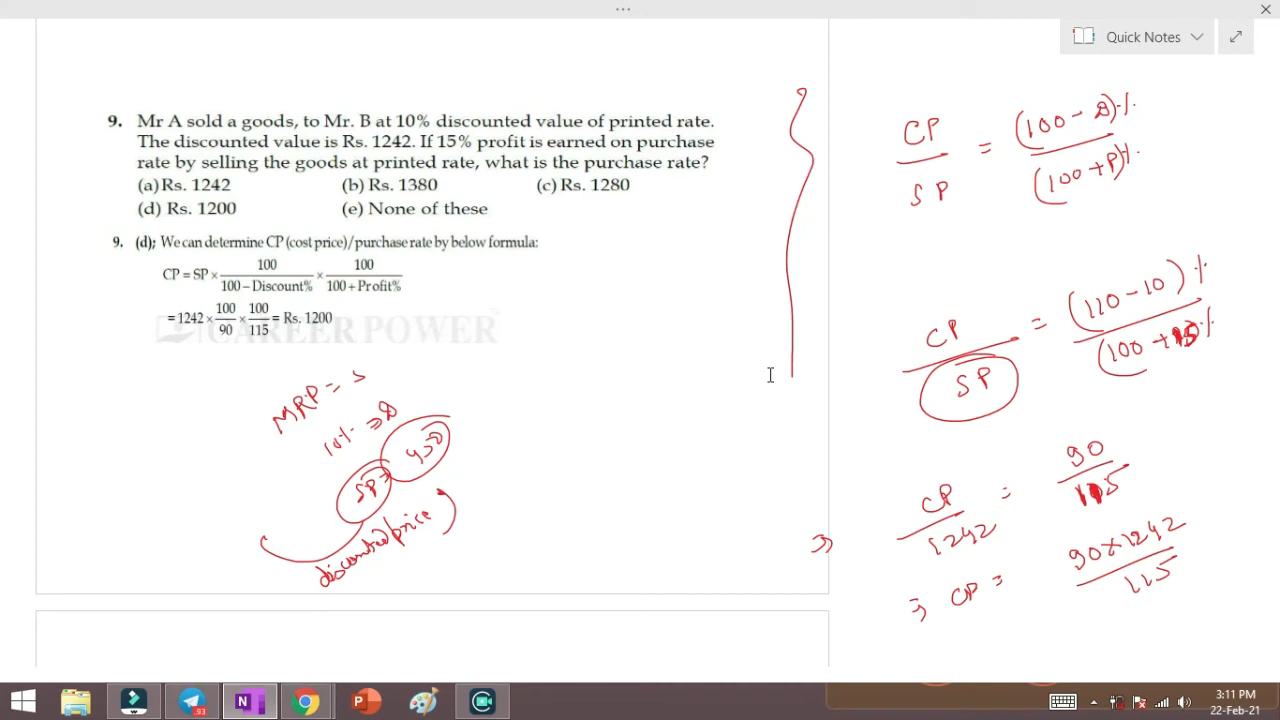 Quick Notes
9. Mr A sold a goods, to Mr. B at 10% discounted value of printed rate.
The discounted value is Rs. 1242. If 15% profit is earned on purchase
rate by selling the goods at printed rate, what is the purchase rate?
(a) Rs. 1242 (b) Rs. 1380 (c) Rs. 1280
(d) Rs. 1200 (e) None of these
9. (d); We can determine CP (cost price)/purchase rate by below formula:
CP = SP × 100/(100 – Discount%) × 100/(100 + Profit%)
= 1242 × 100/90 × 100/115 = Rs. 1200
CAREER POWER
MRP =
10% ⇒ D
SP =
discounted price)
CP/SP = (100 - D)%/(100 + P)%
CP/SP = (110 - 10)%/(100 + 15)%
⇒ CP/1242 = 90/115
⇒ CP = 90×1242/115
N
P
93
3:11 PM
22-Feb-21